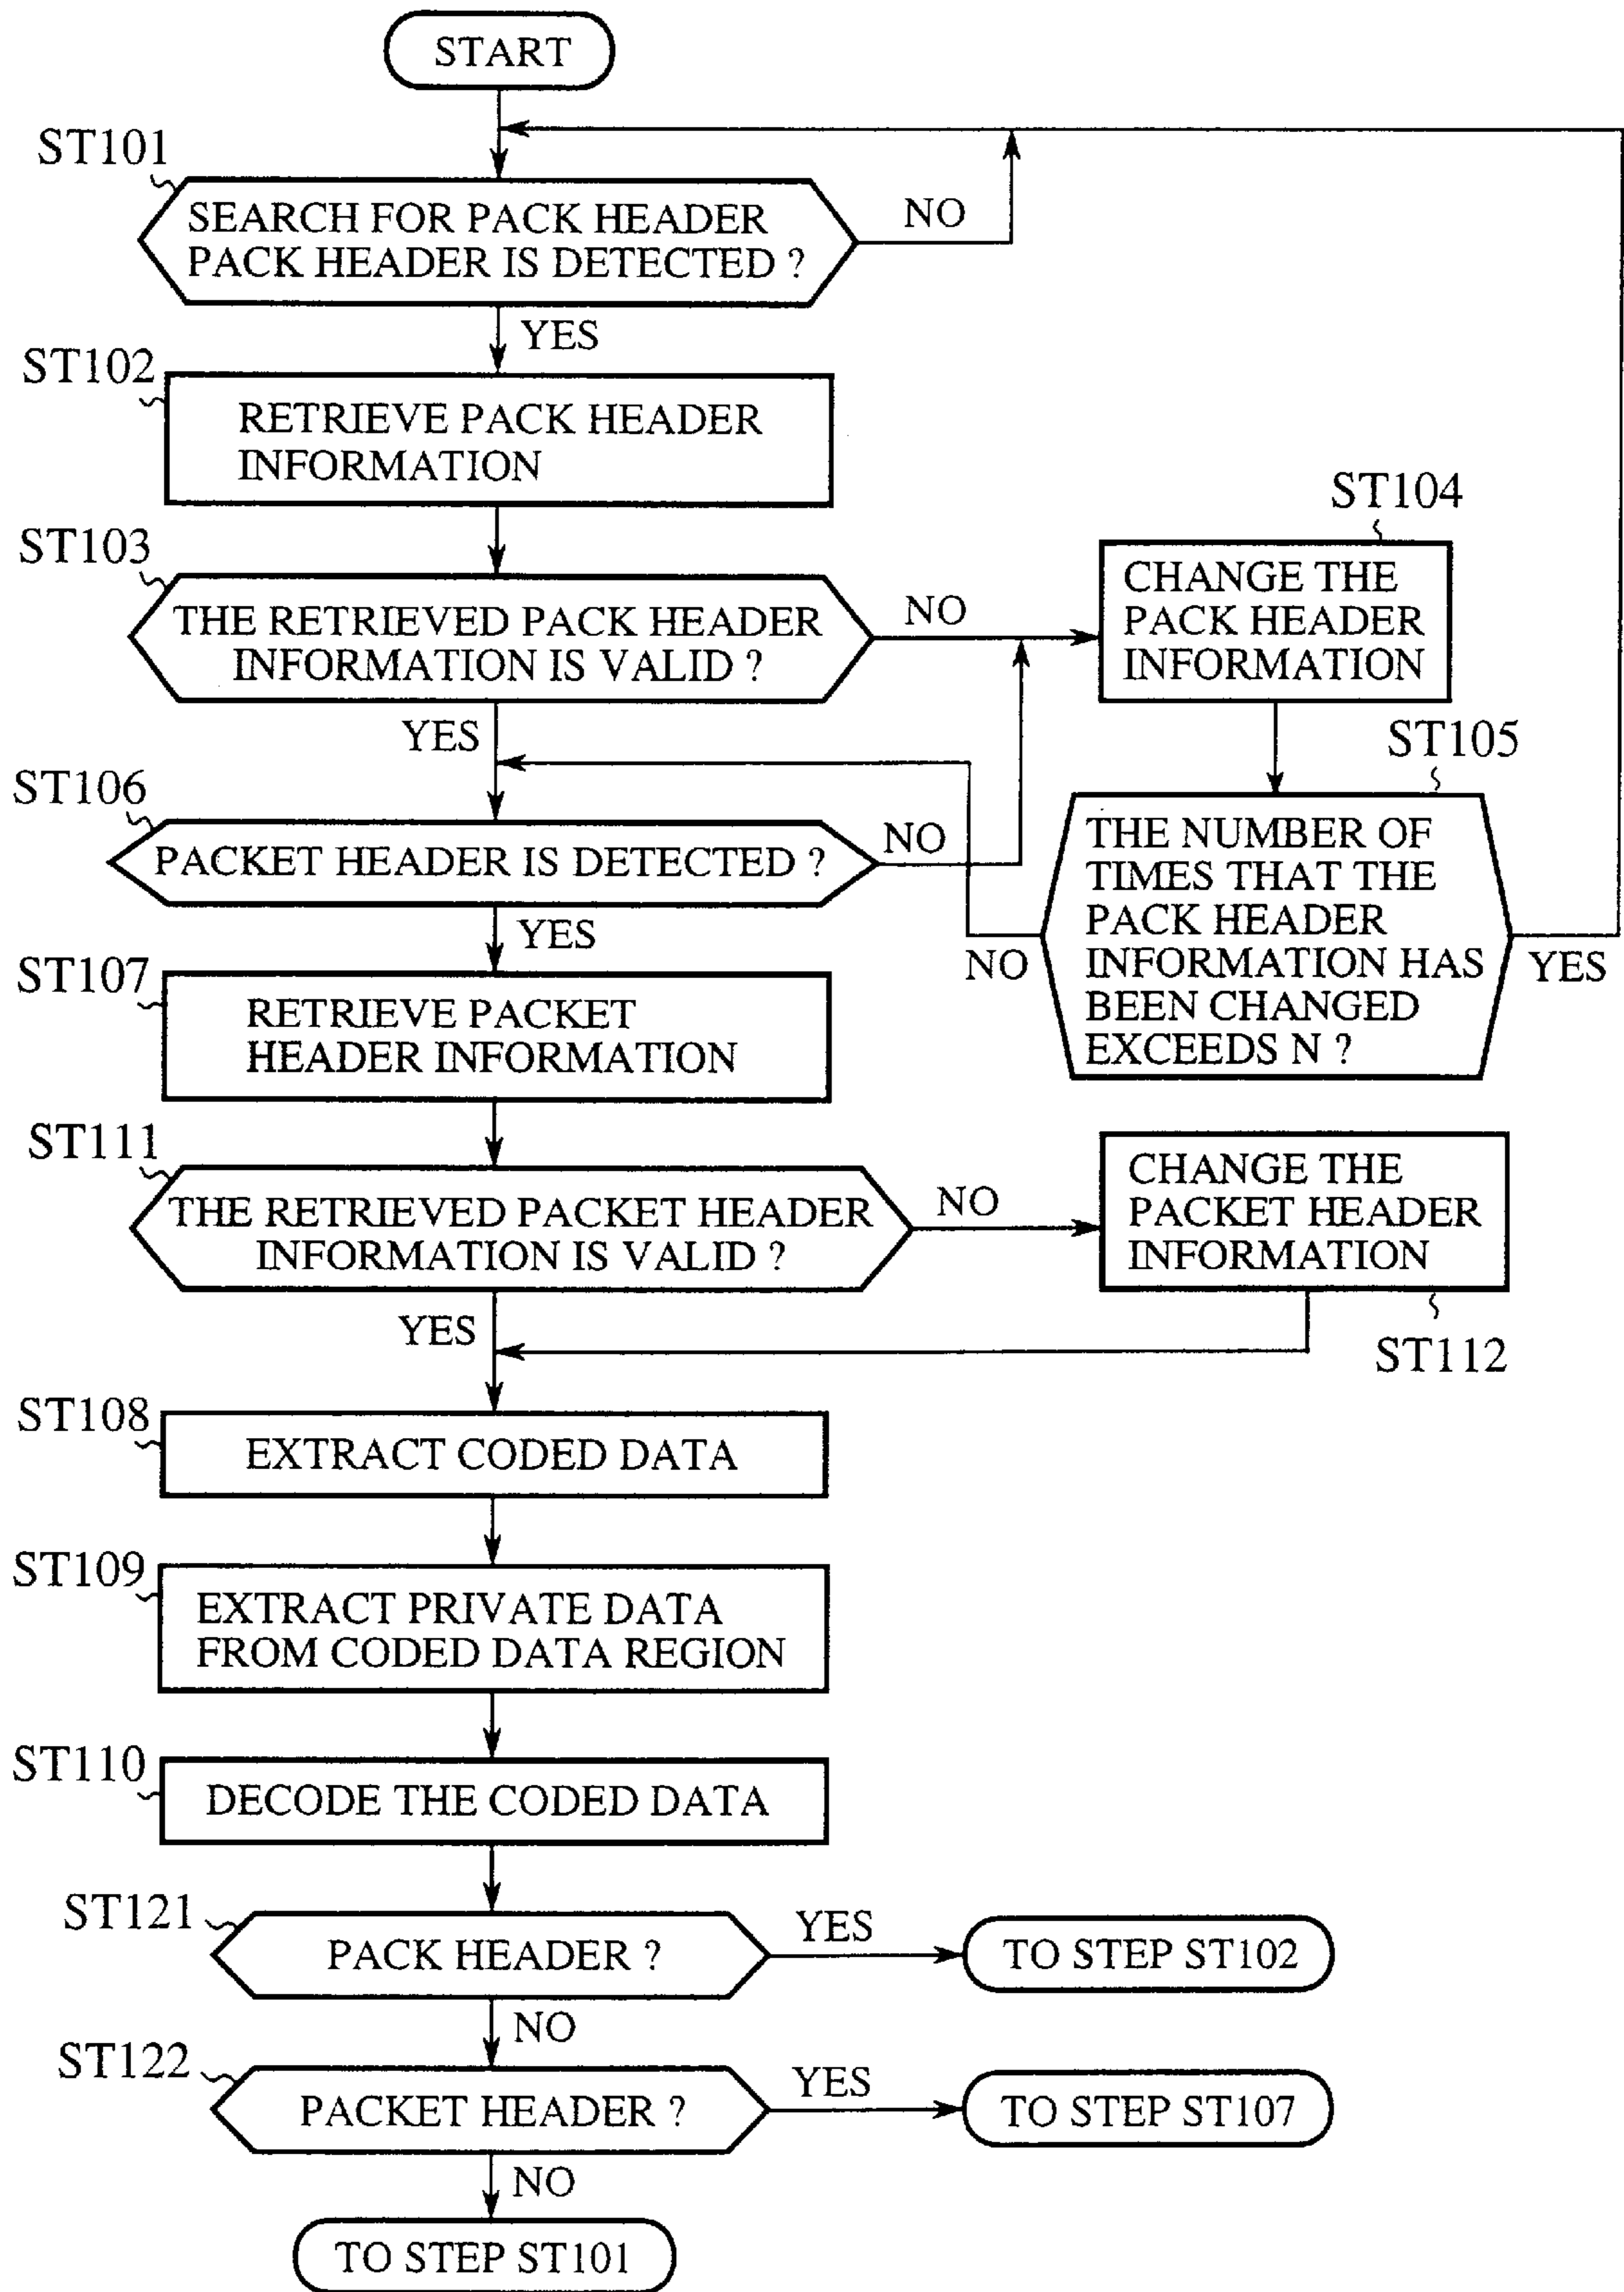 START
ST101
SEARCH FOR PACK HEADER
PACK HEADER IS DETECTED ?
NO
YES
ST102
RETRIEVE PACK HEADER
INFORMATION
ST103
THE RETRIEVED PACK HEADER
INFORMATION IS VALID ?
NO
YES
ST104
CHANGE THE
PACK HEADER
INFORMATION
ST105
THE NUMBER OF
TIMES THAT THE
PACK HEADER
INFORMATION HAS
BEEN CHANGED
EXCEEDS N ?
NO
YES
ST106
PACKET HEADER IS DETECTED ?
NO
YES
ST107
RETRIEVE PACKET
HEADER INFORMATION
ST111
THE RETRIEVED PACKET HEADER
INFORMATION IS VALID ?
NO
YES
CHANGE THE
PACKET HEADER
INFORMATION
ST112
ST108
EXTRACT CODED DATA
ST109
EXTRACT PRIVATE DATA
FROM CODED DATA REGION
ST110
DECODE THE CODED DATA
ST121
PACK HEADER ?
YES
TO STEP ST102
NO
ST122
PACKET HEADER ?
YES
TO STEP ST107
NO
TO STEP ST101